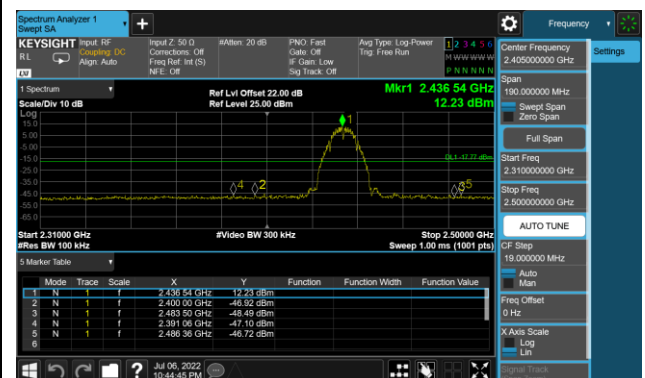 Spectrum Analyzer 1
Swept SA
Frequency
KEYSIGHT
RL
LXI
Input: RF
Coupling: DC
Align: Auto
Input Z: 50 Ω
Corrections: Off
Freq Ref: Int (S)
NFE: Off
#Atten: 20 dB
PNO: Fast
Gate: Off
IF Gain: Low
Sig Track: Off
Avg Type: Log-Power
Trig: Free Run
1 2 3 4 5 6
M W W W W W
P N N N N N
1 Spectrum
Scale/Div 10 dB
Ref Lvl Offset 22.00 dB
Ref Level 25.00 dBm
Mkr1 2.436 54 GHz
12.23 dBm
Log
15.0
5.00
-5.00
-15.0
-25.0
-35.0
-45.0
-55.0
-65.0
1
DL1 -17.77 dBm
4 2
35
Start 2.31000 GHz
#Res BW 100 kHz
#Video BW 300 kHz
Stop 2.50000 GHz
Sweep 1.00 ms (1001 pts)
5 Marker Table
Mode Trace Scale X Y Function Function Width Function Value
1 N 1 f 2.436 54 GHz 12.23 dBm
2 N 1 f 2.400 00 GHz -46.92 dBm
3 N 1 f 2.483 50 GHz -48.49 dBm
4 N 1 f 2.391 06 GHz -47.10 dBm
5 N 1 f 2.486 36 GHz -46.72 dBm
6
Jul 06, 2022
10:44:45 PM
Center Frequency
2.405000000 GHz
Settings
Span
190.000000 MHz
Swept Span
Zero Span
Full Span
Start Freq
2.310000000 GHz
Stop Freq
2.500000000 GHz
AUTO TUNE
CF Step
19.000000 MHz
Auto
Man
Freq Offset
0 Hz
X Axis Scale
Log
Lin
Signal Track